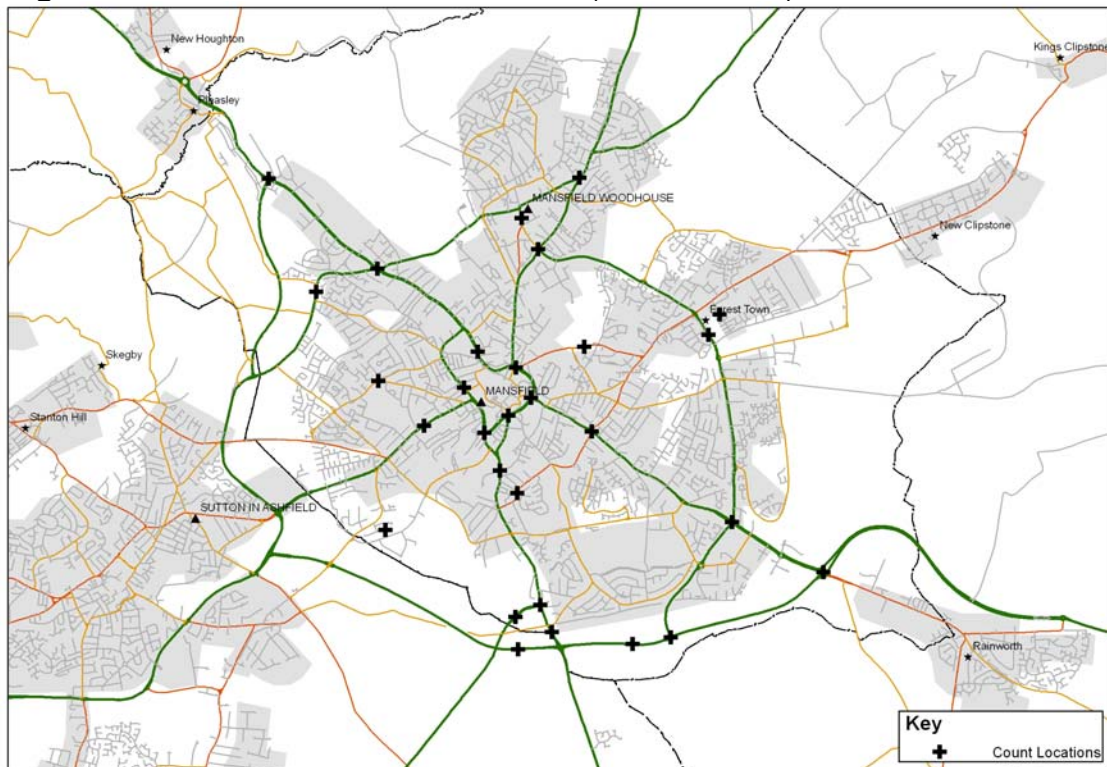 New Houghton
Kings Clipstone
Pleasley
MANSFIELD WOODHOUSE
New Clipstone
Forest Town
Skegby
MANSFIELD
Stanton Hill
SUTTON IN ASHFIELD
Rainworth
Key
Count Locations